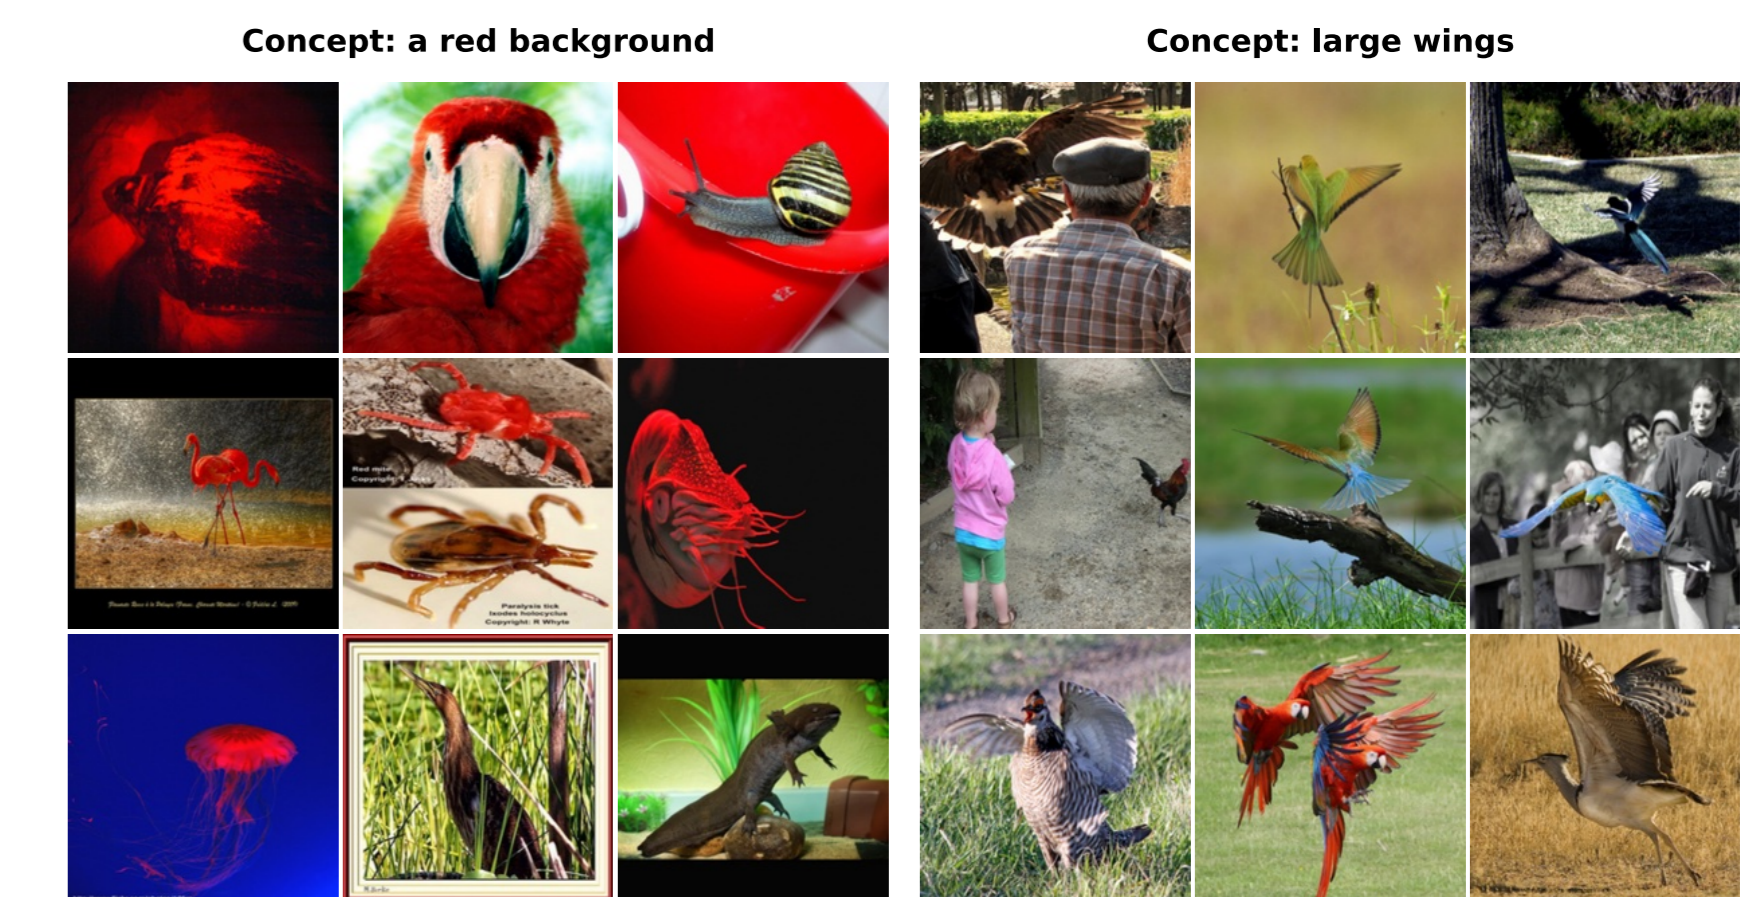 Concept: a red background
Concept: large wings
Red mite
Paralysis tick
Ixodes holocyclus
Copyright: R Whyte